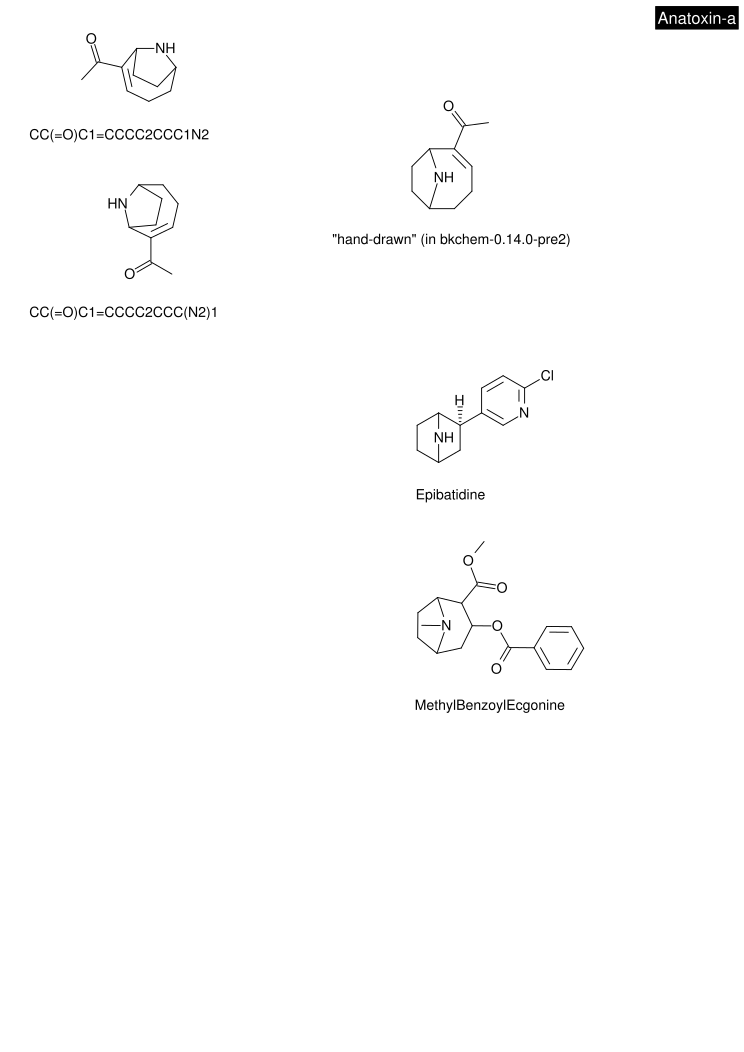 Anatoxin-a
O
NH
CC(=O)C1=CCCC2CCC1N2
O
NH
"hand-drawn" (in bkchem-0.14.0-pre2)
HN
O
CC(=O)C1=CCCC2CCC(N2)1
Cl
H
N
NH
Epibatidine
O
O
N
O
O
MethylBenzoylEcgonine